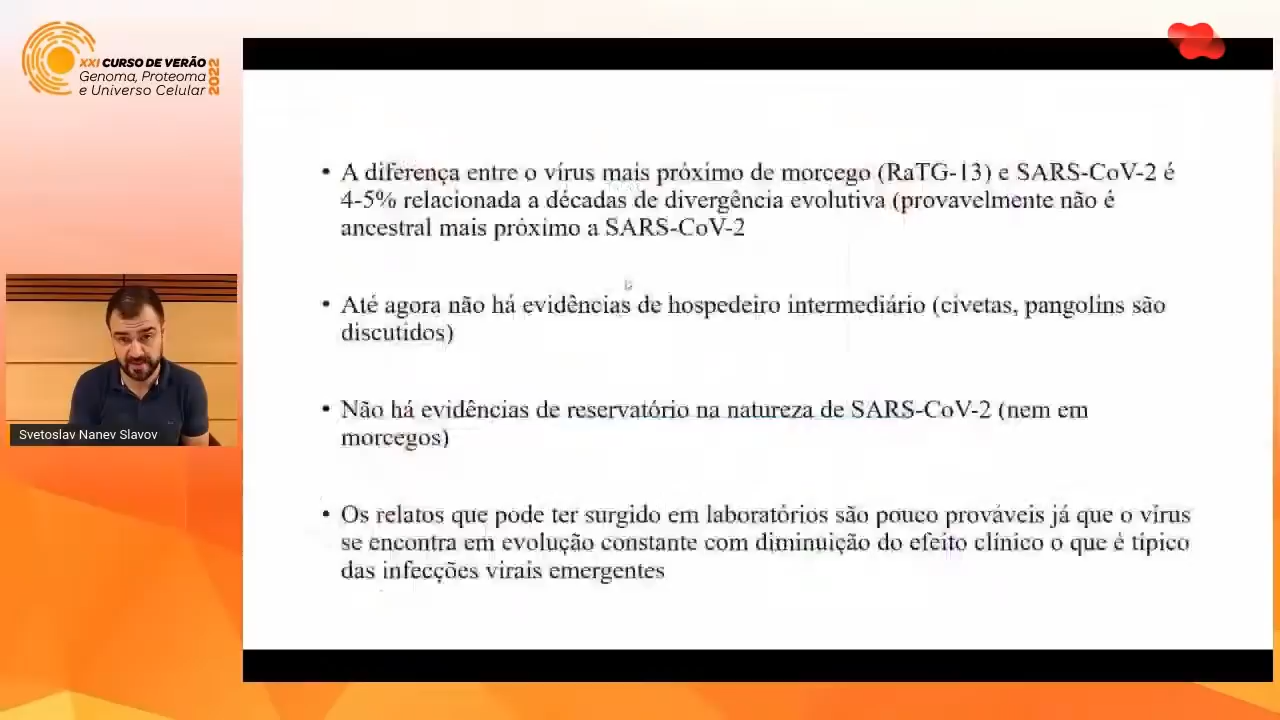 XXI CURSO DE VERÃO
Genoma, Proteoma
e Universo Celular
2022
• A diferença entre o vírus mais próximo de morcego (RaTG-13) e SARS-CoV-2 é
4-5% relacionada a décadas de divergência evolutiva (provavelmente não é
ancestral mais próximo a SARS-CoV-2
• Até agora não há evidências de hospedeiro intermediário (civetas, pangolins são
discutidos)
• Não há evidências de reservatório na natureza de SARS-CoV-2 (nem em
morcegos)
• Os relatos que pode ter surgido em laboratórios são pouco prováveis já que o vírus
se encontra em evolução constante com diminuição do efeito clínico o que é típico
das infecções virais emergentes
Svetoslav Nanev Slavov